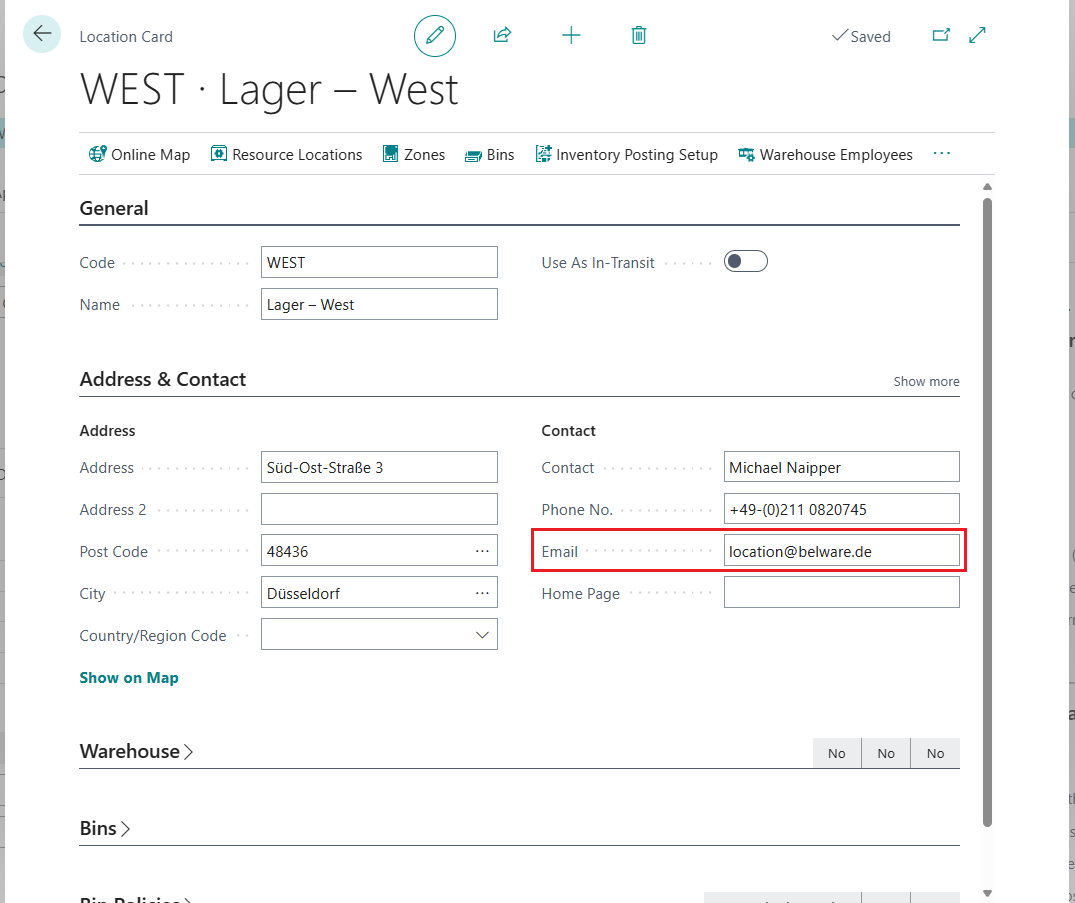 Location Card
Saved
WEST · Lager – West
Online Map Resource Locations Zones Bins Inventory Posting Setup Warehouse Employees ···
General
Code WEST Use As In-Transit
Name Lager – West
Address & Contact Show more
Address Contact
Address Süd-Ost-Straße 3 Contact Michael Naipper
Address 2 Phone No. +49-(0)211 0820745
Post Code 48436 ··· Email location@belware.de
City Düsseldorf ··· Home Page
Country/Region Code
Show on Map
Warehouse No No No
Bins
Bin Policies